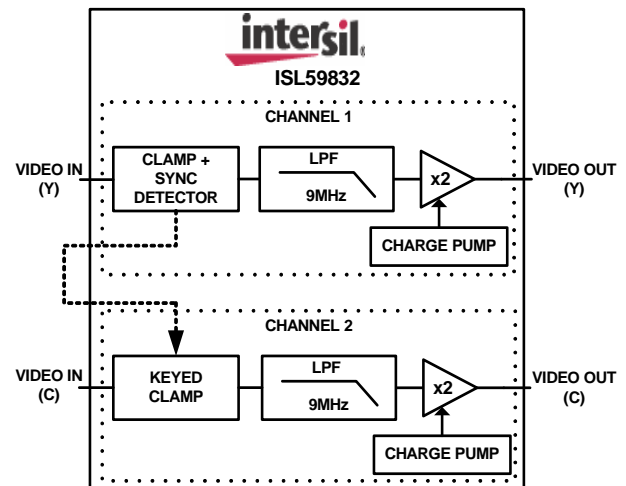 intersil®
ISL59832
CHANNEL 1
VIDEO IN
(Y)
CLAMP +
SYNC
DETECTOR
LPF
9MHz
x2
VIDEO OUT
(Y)
CHARGE PUMP
CHANNEL 2
VIDEO IN
(C)
KEYED
CLAMP
LPF
9MHz
x2
VIDEO OUT
(C)
CHARGE PUMP